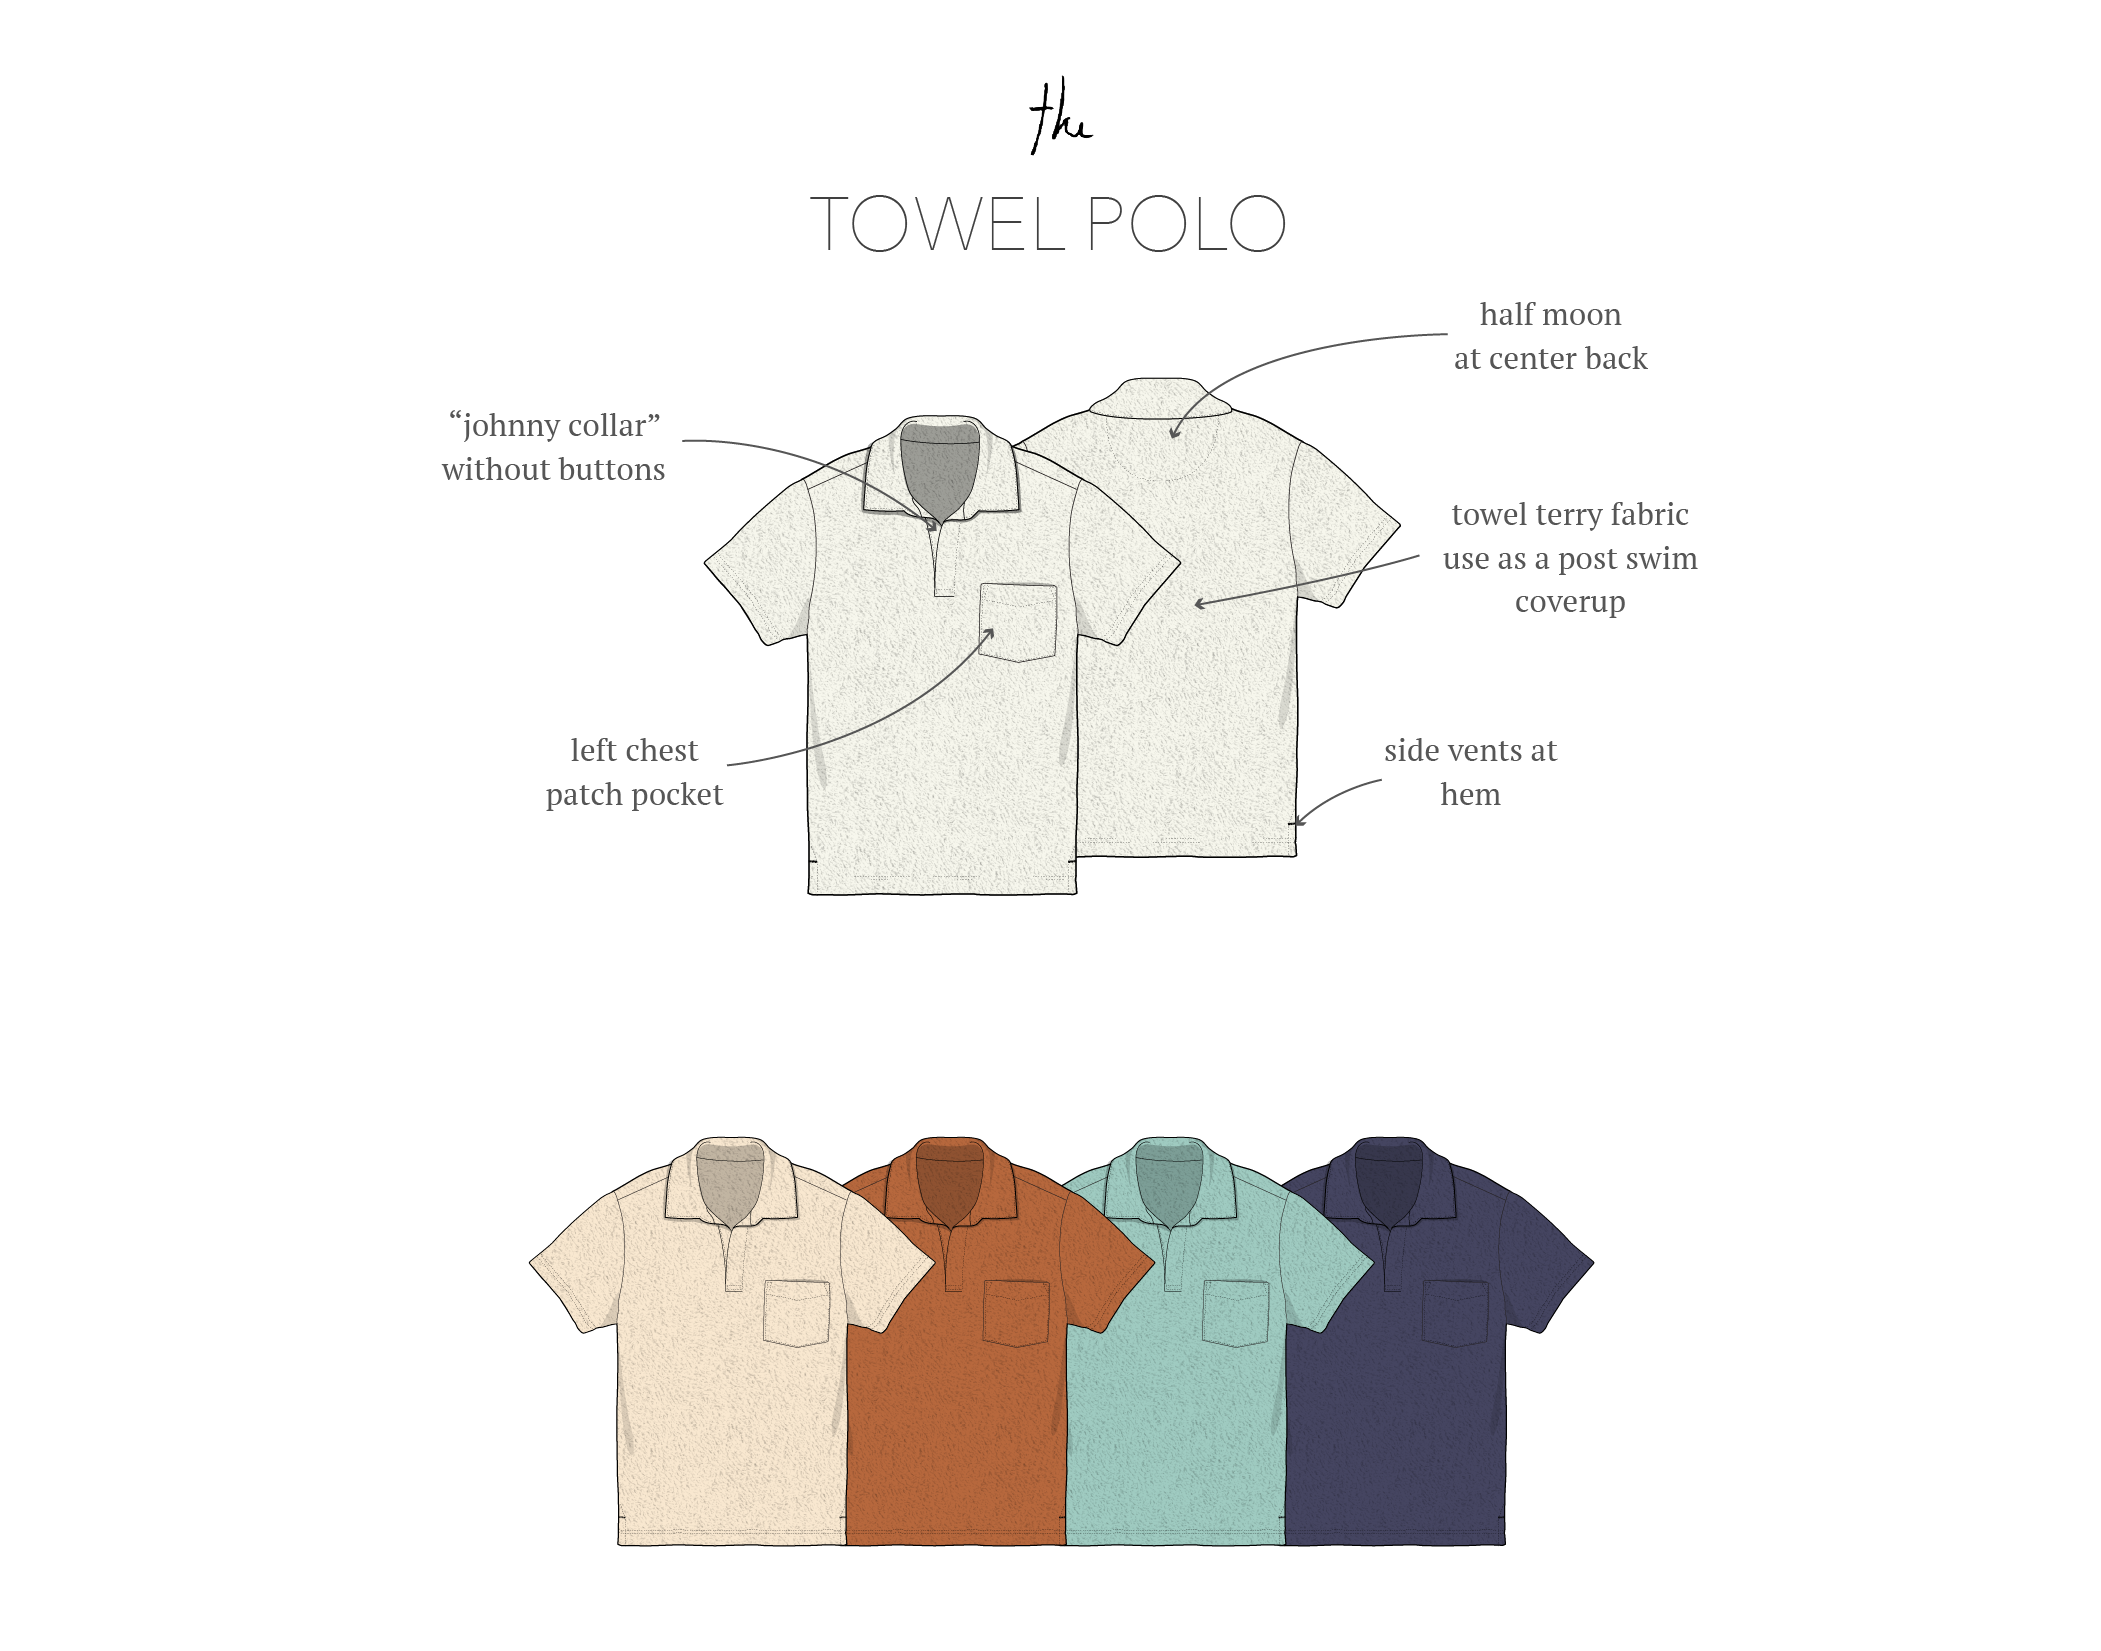 the
TOWEL POLO
half moon
at center back
“johnny collar”
without buttons
towel terry fabric
use as a post swim
coverup
left chest
patch pocket
side vents at
hem